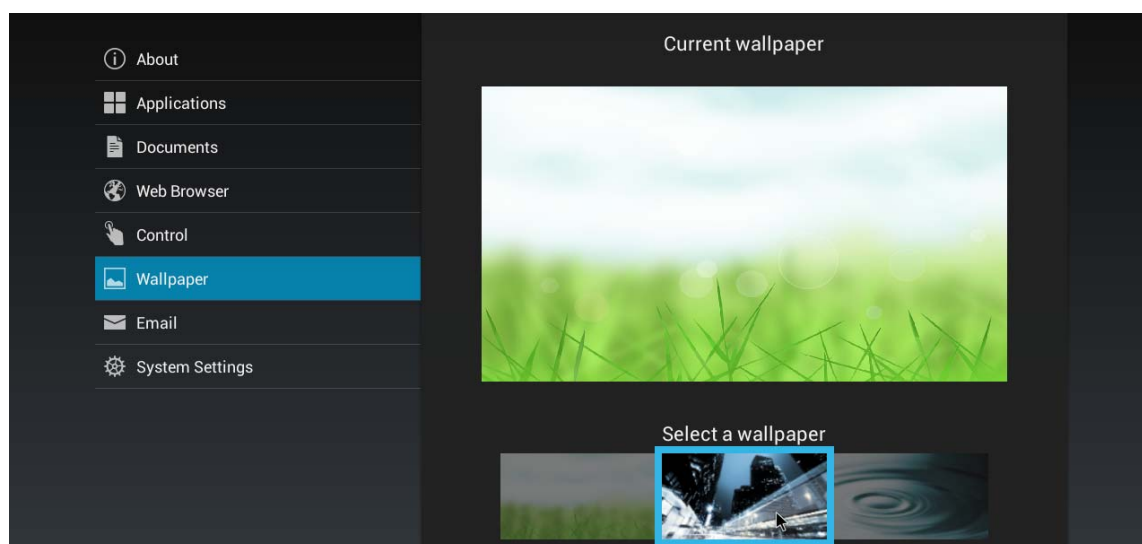 About
Applications
Documents
Web Browser
Control
Wallpaper
Email
System Settings
Current wallpaper
Select a wallpaper